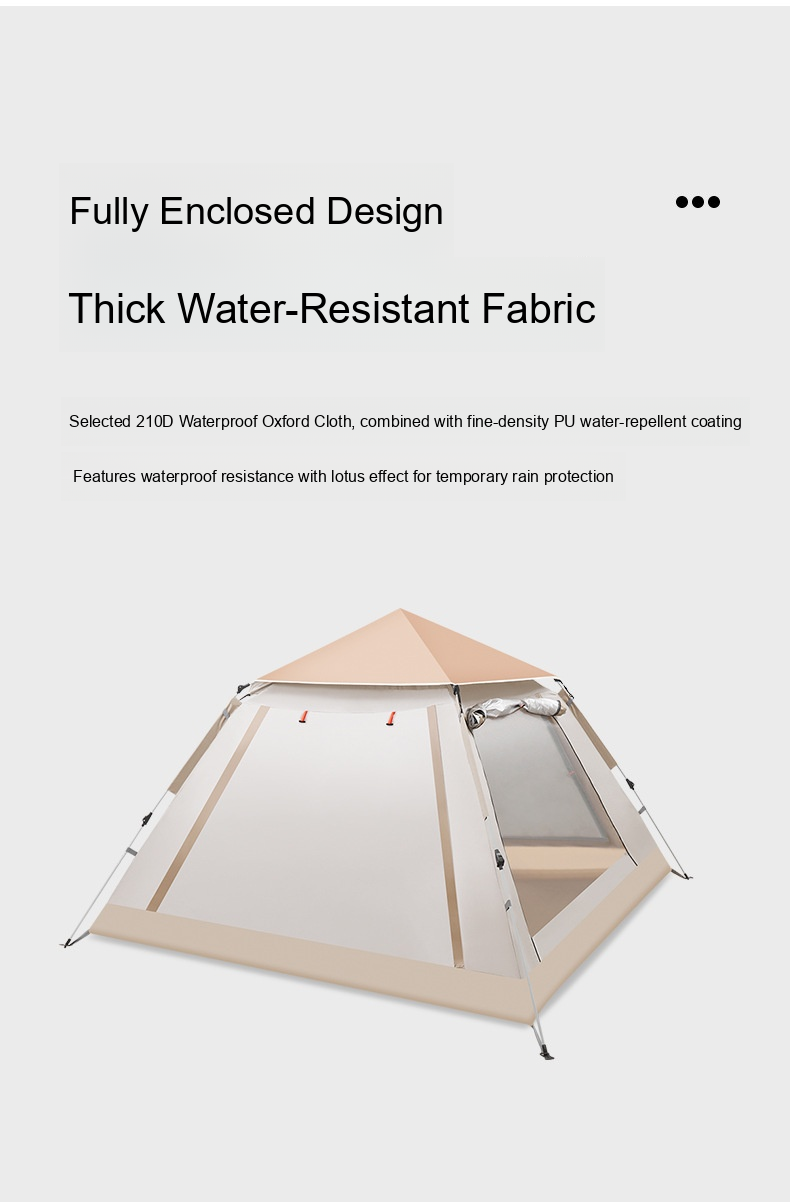 Fully Enclosed Design
Thick Water-Resistant Fabric
Selected 210D Waterproof Oxford Cloth, combined with fine-density PU water-repellent coating
Features waterproof resistance with lotus effect for temporary rain protection